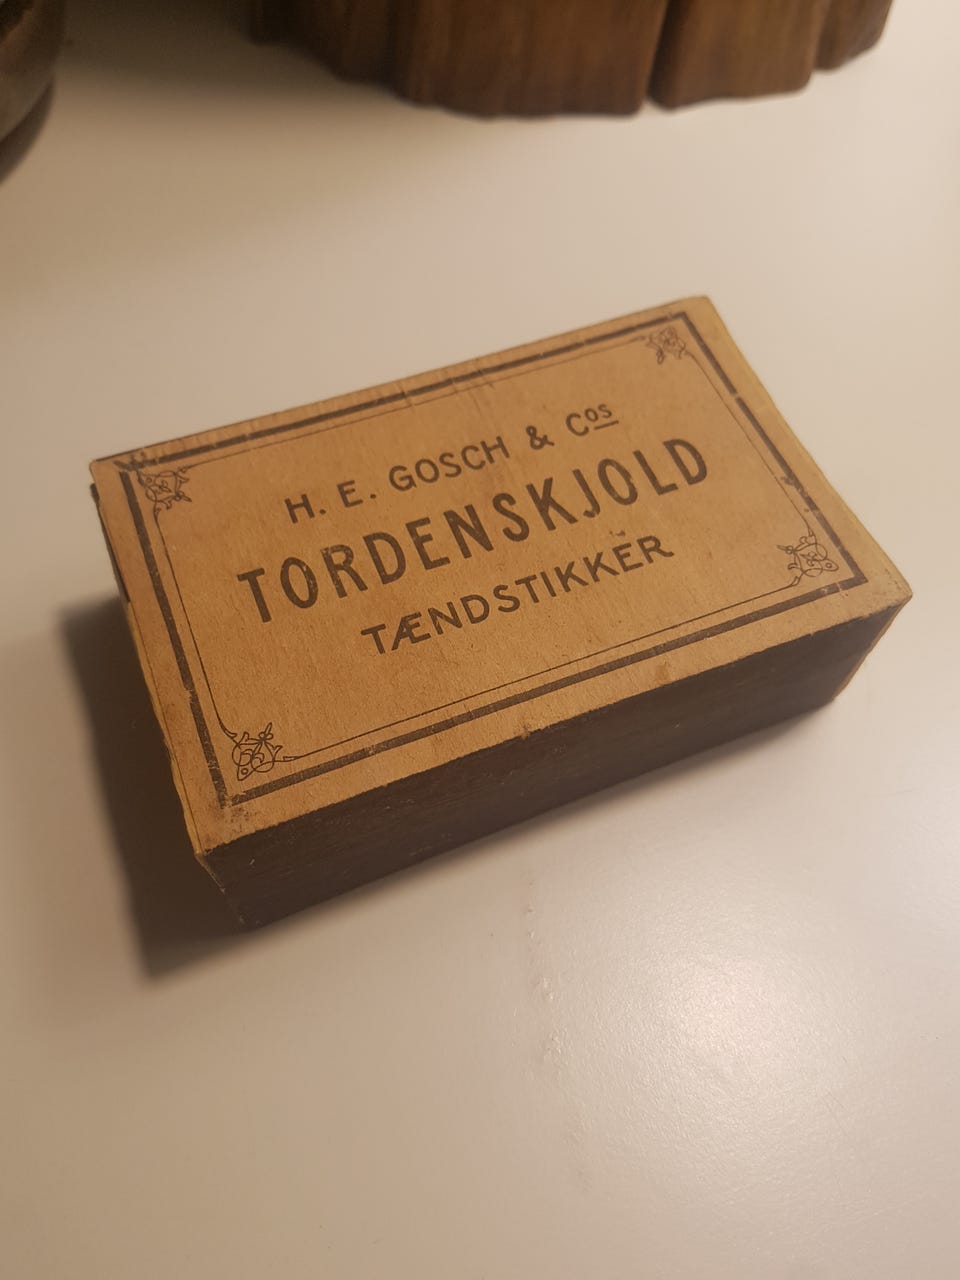 H. E. GOSCH & Cos
TORDENSKJOLD
TÆNDSTIKKER